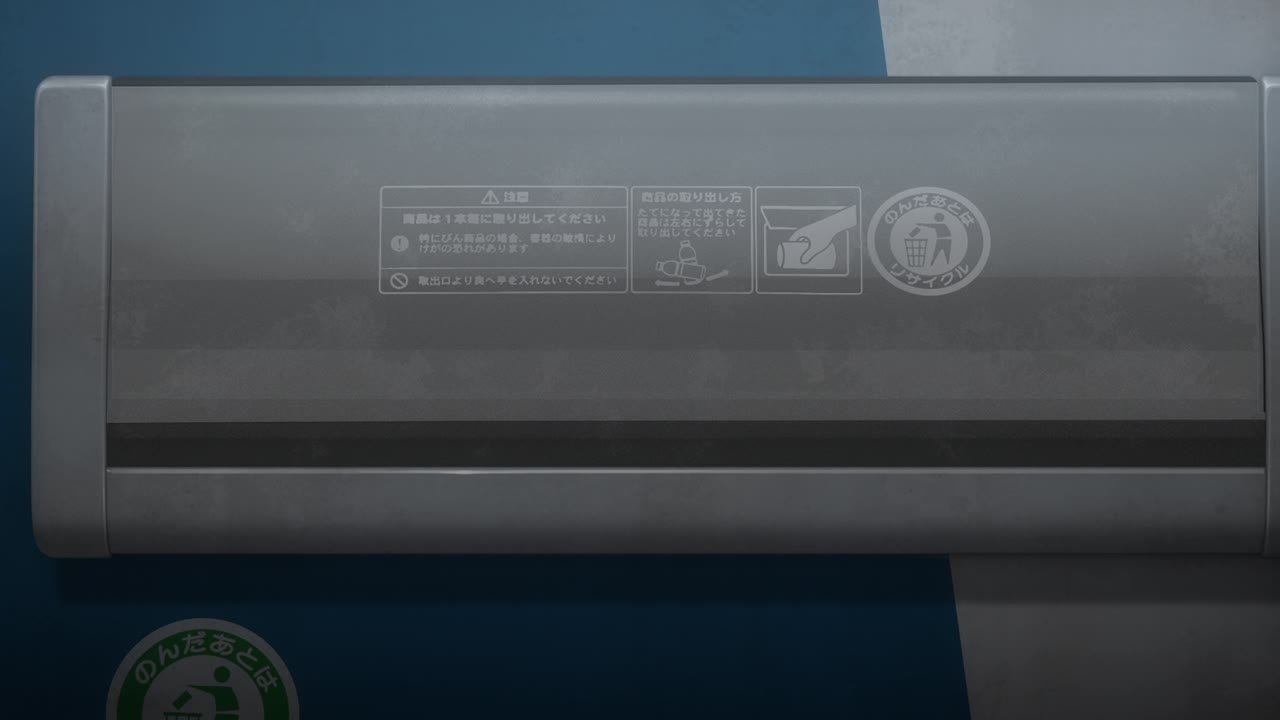 注意
商品は1本毎に取り出してください
特にびん商品の場合、容器の破損により
けがの恐れがあります
取出口より奥へ手を入れないでください
商品の取り出し方
たてになって出てきた
商品は左右にずらして
取り出してください
のんだあとは
リサイクル
のんだあとは